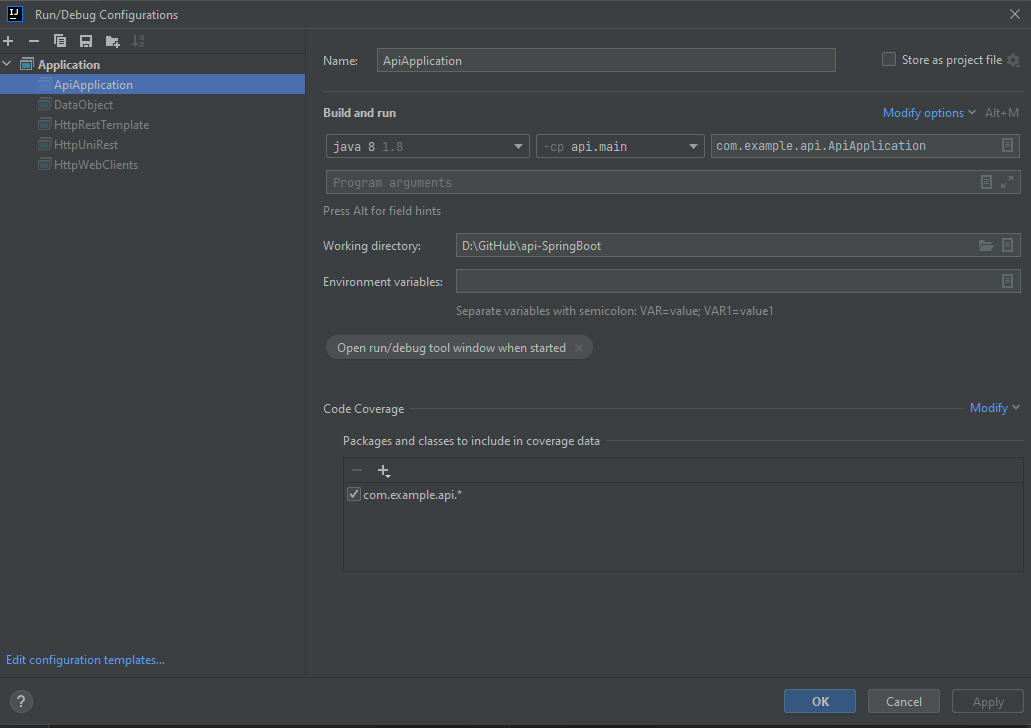 IJ
Run/Debug Configurations
Application
ApiApplication
DataObject
HttpRestTemplate
HttpUniRest
HttpWebClients
Edit configuration templates...
?
Name: ApiApplication Store as project file
Build and run Modify options Alt+M
java 8 1.8 -cp api.main com.example.api.ApiApplication
Program arguments
Press Alt for field hints
Working directory: D:\GitHub\api-SpringBoot
Environment variables:
Separate variables with semicolon: VAR=value; VAR1=value1
Open run/debug tool window when started ×
Code Coverage Modify
Packages and classes to include in coverage data
com.example.api.*
OK Cancel Apply